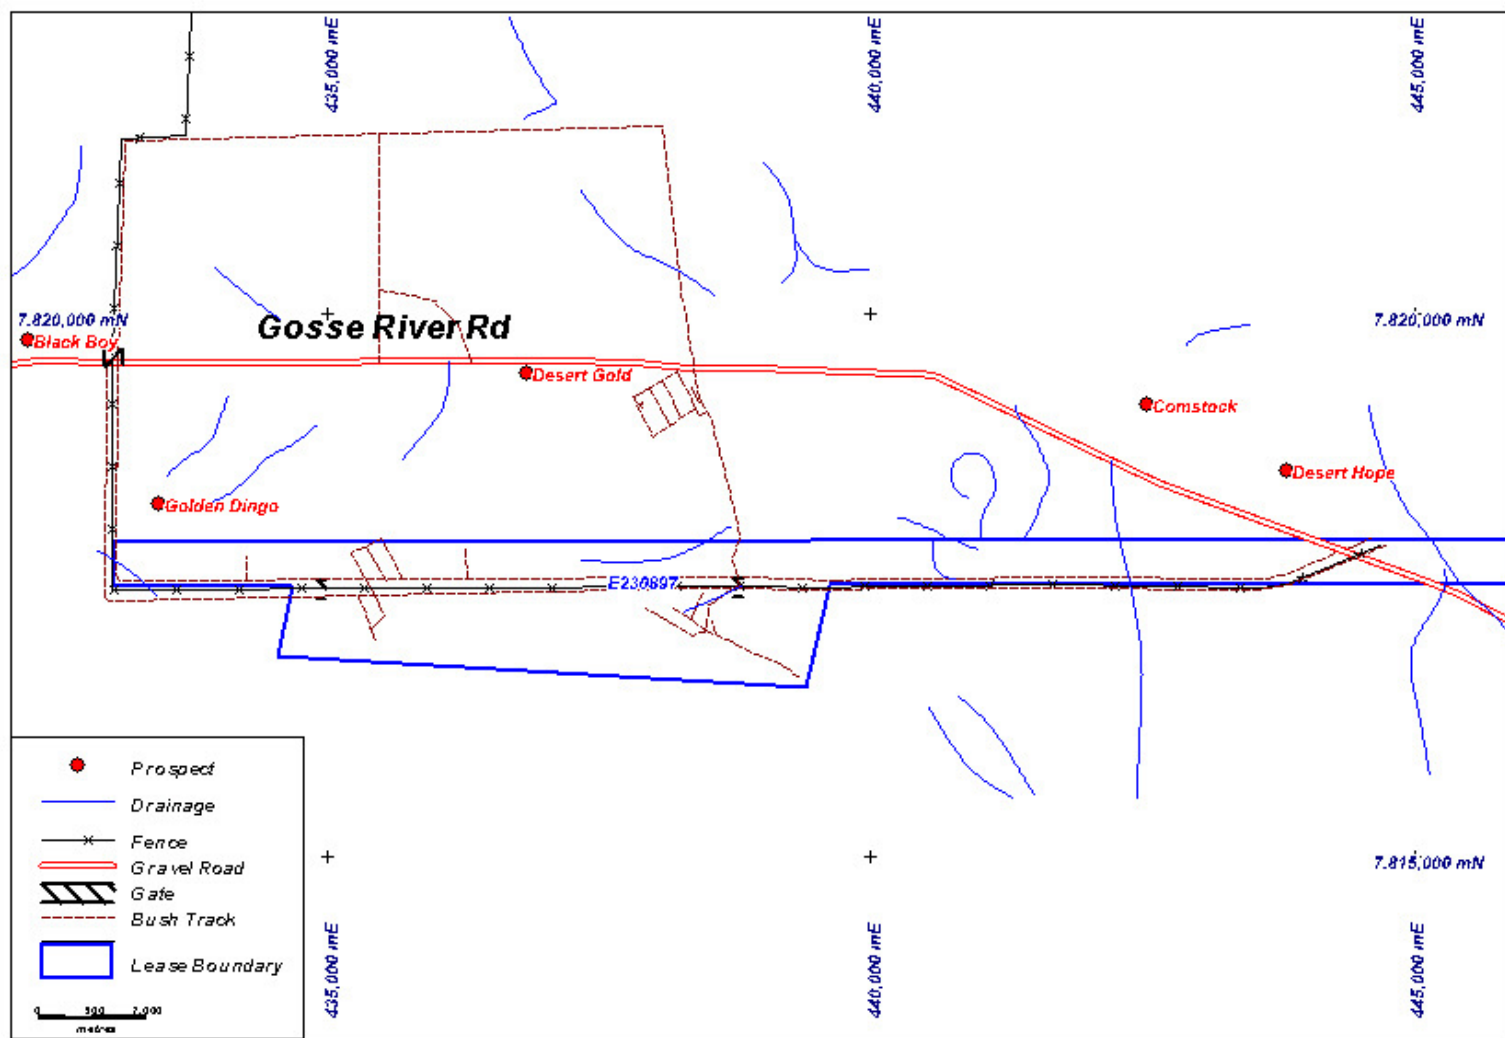 435,000 mE
440,000 mE
445,000 mE
7.820,000 mN
7.820,000 mN
Gosse River Rd
Black Boy
Desert Gold
Comstock
Desert Hope
Golden Dingo
E230897
Prospect
Drainage
Fence
Gravel Road
Gate
Bush Track
Lease Boundary
0
metres
7.815,000 mN
435,000 mE
440,000 mE
445,000 mE